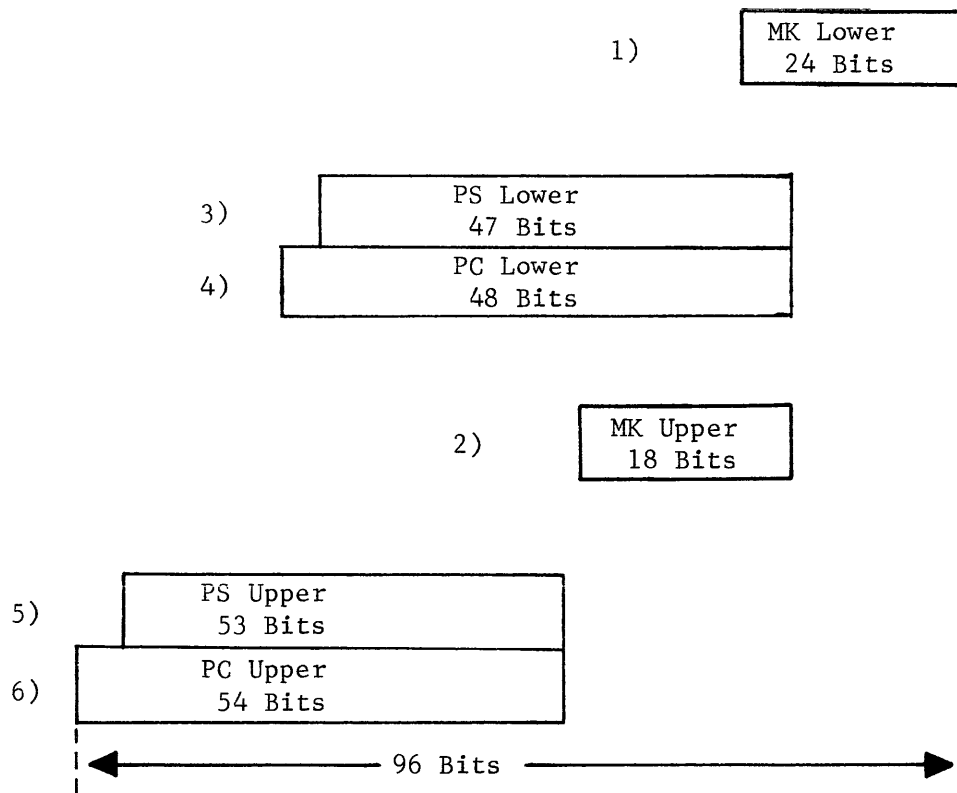 1)
MK Lower
24 Bits
3)
PS Lower
47 Bits
4)
PC Lower
48 Bits
2)
MK Upper
18 Bits
5)
PS Upper
53 Bits
6)
PC Upper
54 Bits
96 Bits